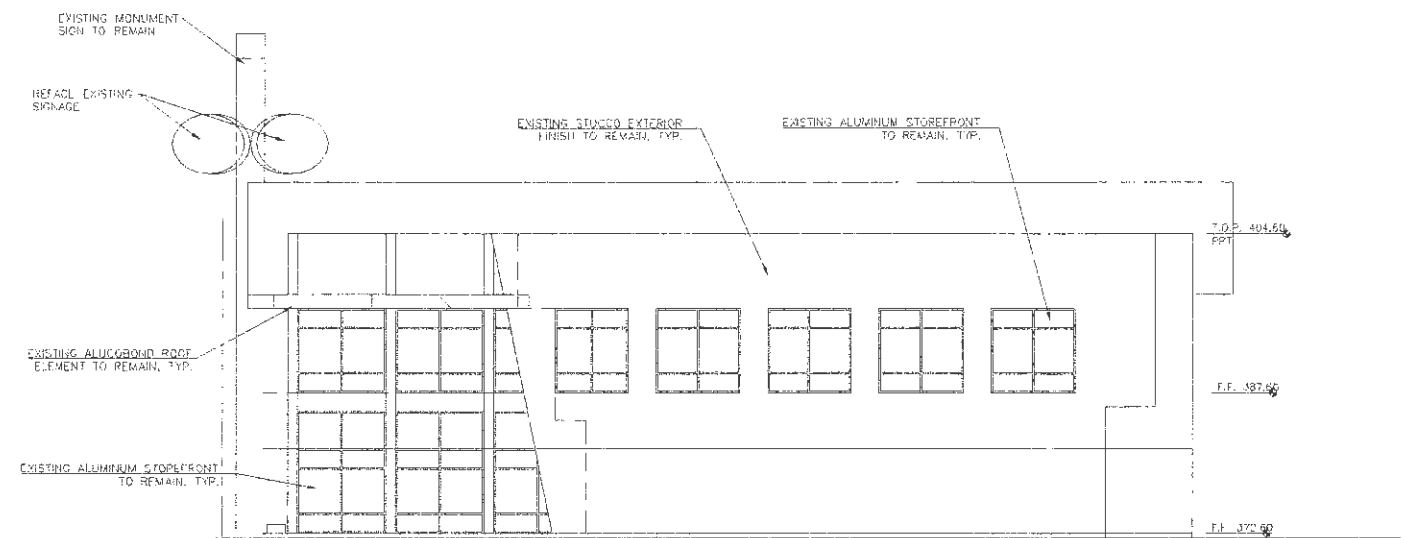 EXISTING MONUMENT
SIGN TO REMAIN
REFACE EXISTING
SIGNAGE
EXISTING STUCCO EXTERIOR
FINISH TO REMAIN, TYP.
EXISTING ALUMINUM STOREFRONT
TO REMAIN, TYP.
T.O.P. 404.60
PPT
EXISTING ALUCOBOND ROOF
ELEMENT TO REMAIN, TYP.
F.F. 387.60
EXISTING ALUMINUM STOREFRONT
TO REMAIN, TYP.
F.F. 372.60